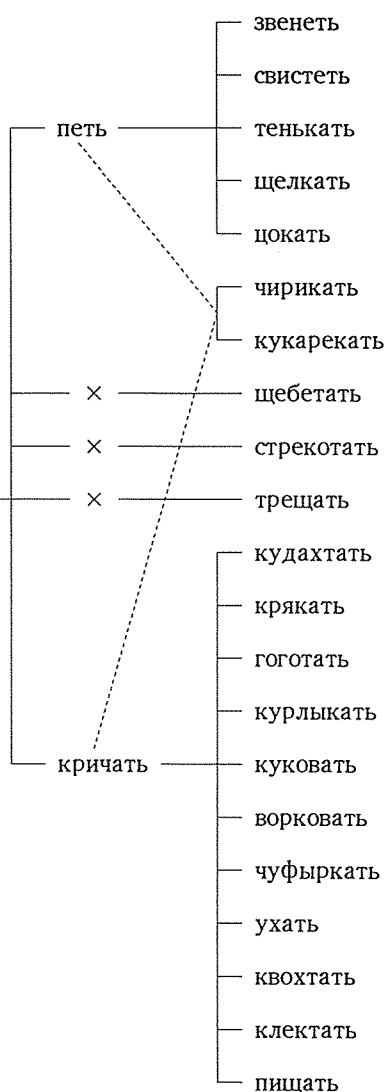 звенеть
свистеть
петь тенькать
щелкать
цокать
чирикать
кукарекать
× щебетать
× стрекотать
× трещать
кудахтать
крякать
гоготать
курлыкать
кричать куковать
ворковать
чуфыркать
ухать
квохтать
клектать
пищать